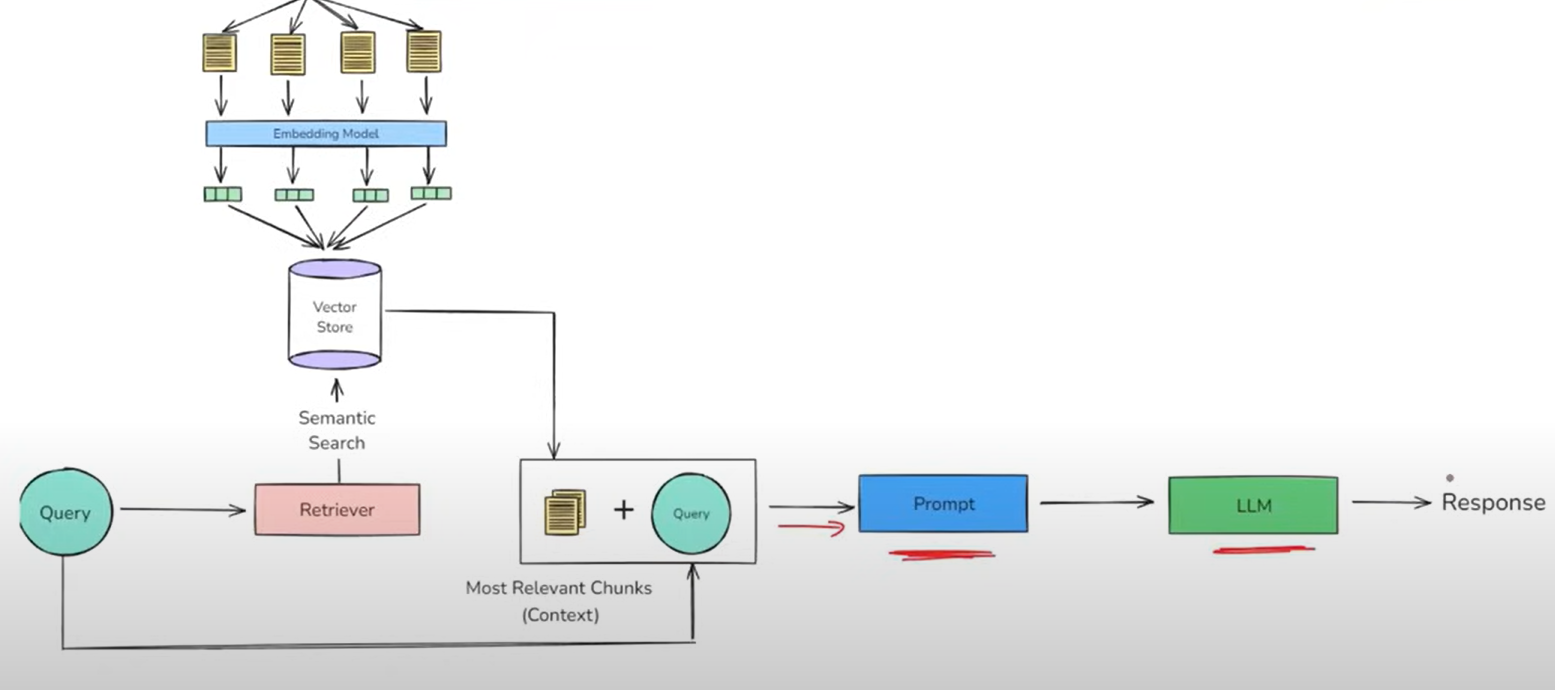 Embedding Model
Vector
Store
Semantic
Search
Query
Retriever
Query
Prompt
LLM
Response
Most Relevant Chunks
(Context)